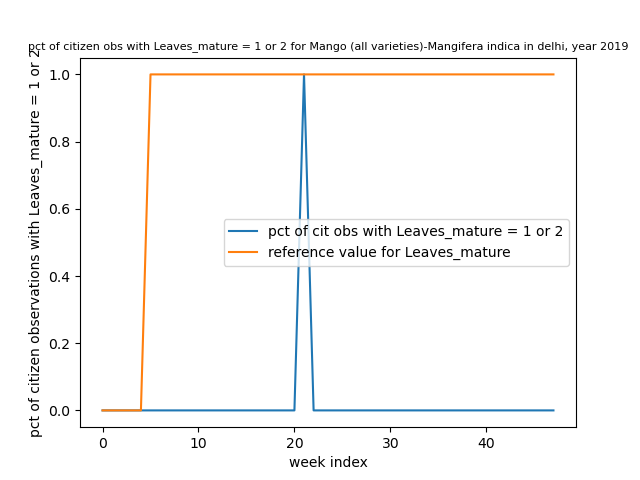 pct of citizen obs with Leaves_mature = 1 or 2 for Mango (all varieties)-Mangifera indica in delhi, year 2019
pct of citizen observations with Leaves_mature = 1 or 2
1.0
0.8
0.6
0.4
0.2
0.0
pct of cit obs with Leaves_mature = 1 or 2
reference value for Leaves_mature
0 10 20 30 40
week index